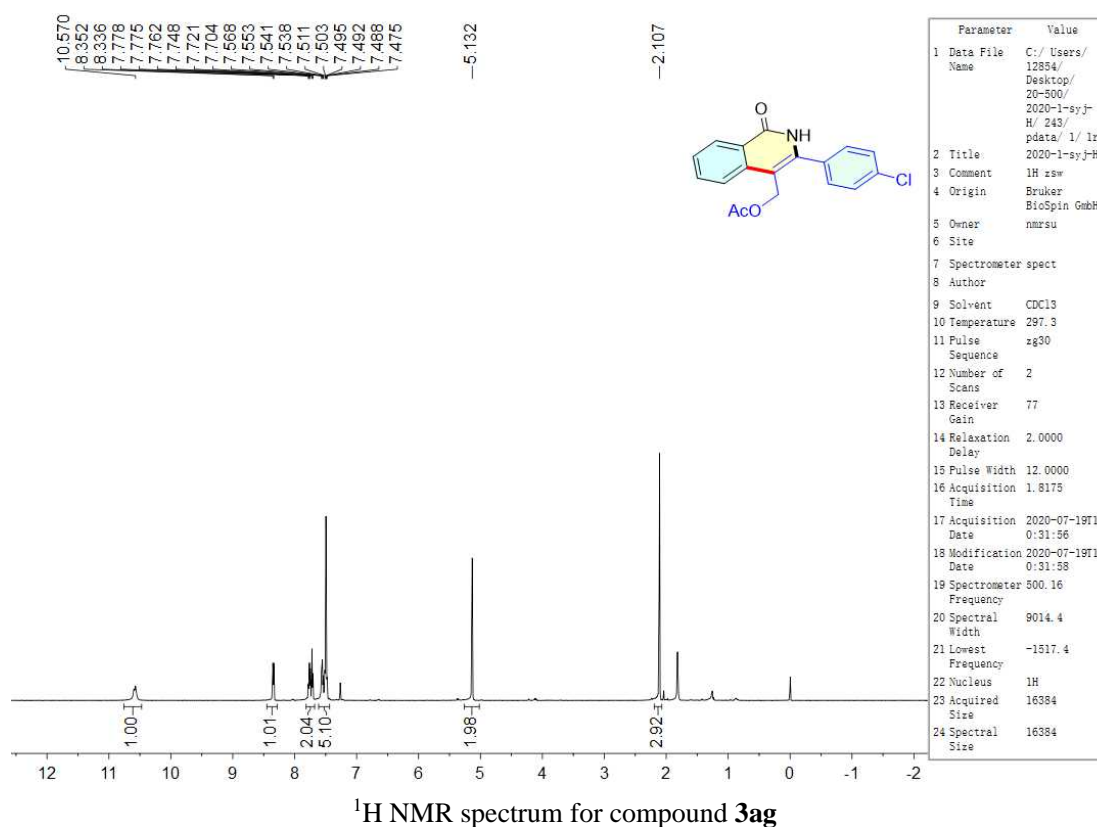 10.570
8.352
8.336
7.778
7.775
7.762
7.748
7.721
7.704
7.568
7.553
7.541
7.538
7.511
7.503
7.495
7.492
7.488
7.475
—5.132
—2.107
O
NH
Cl
AcO
Parameter Value
1 Data File Name C:/ Users/ 12854/ Desktop/ 20-500/ 2020-1-syj-H/ 243/ pdata/ 1/ 1r
2 Title 2020-1-syj-H
3 Comment 1H zsw
4 Origin Bruker BioSpin GmbH
5 Owner nmrsu
6 Site
7 Spectrometer spect
8 Author
9 Solvent CDCl3
10 Temperature 297.3
11 Pulse Sequence zg30
12 Number of Scans 2
13 Receiver Gain 77
14 Relaxation Delay 2.0000
15 Pulse Width 12.0000
16 Acquisition Time 1.8175
17 Acquisition Date 2020-07-19T10:31:56
18 Modification Date 2020-07-19T10:31:58
19 Spectrometer Frequency 500.16
20 Spectral Width 9014.4
21 Lowest Frequency -1517.4
22 Nucleus 1H
23 Acquired Size 16384
24 Spectral Size 16384
1.00 1.01 2.04 5.10 1.98 2.92
12 11 10 9 8 7 6 5 4 3 2 1 0 -1 -2
¹H NMR spectrum for compound 3ag